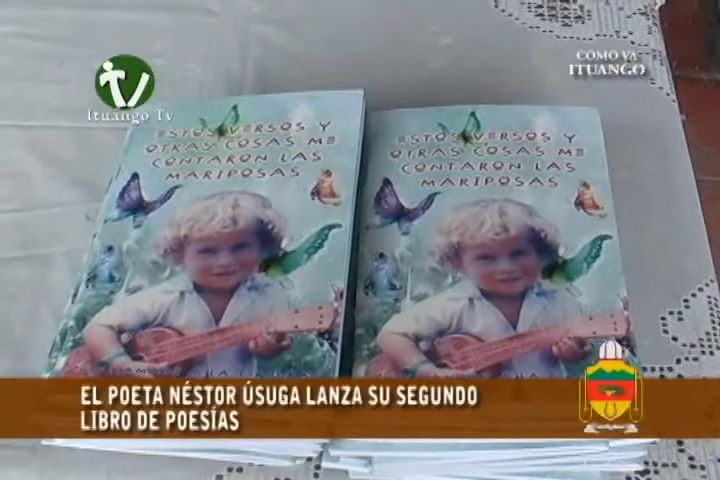 COMO VA
ITUANGO
TV
Ituango Tv
ESTOS VERSOS Y
OTRAS COSAS ME
CONTARON LAS
MARIPOSAS
ESTOS VERSOS Y
OTRAS COSAS ME
CONTARON LAS
MARIPOSAS
EL POETA NÉSTOR ÚSUGA LANZA SU SEGUNDO
LIBRO DE POESÍAS